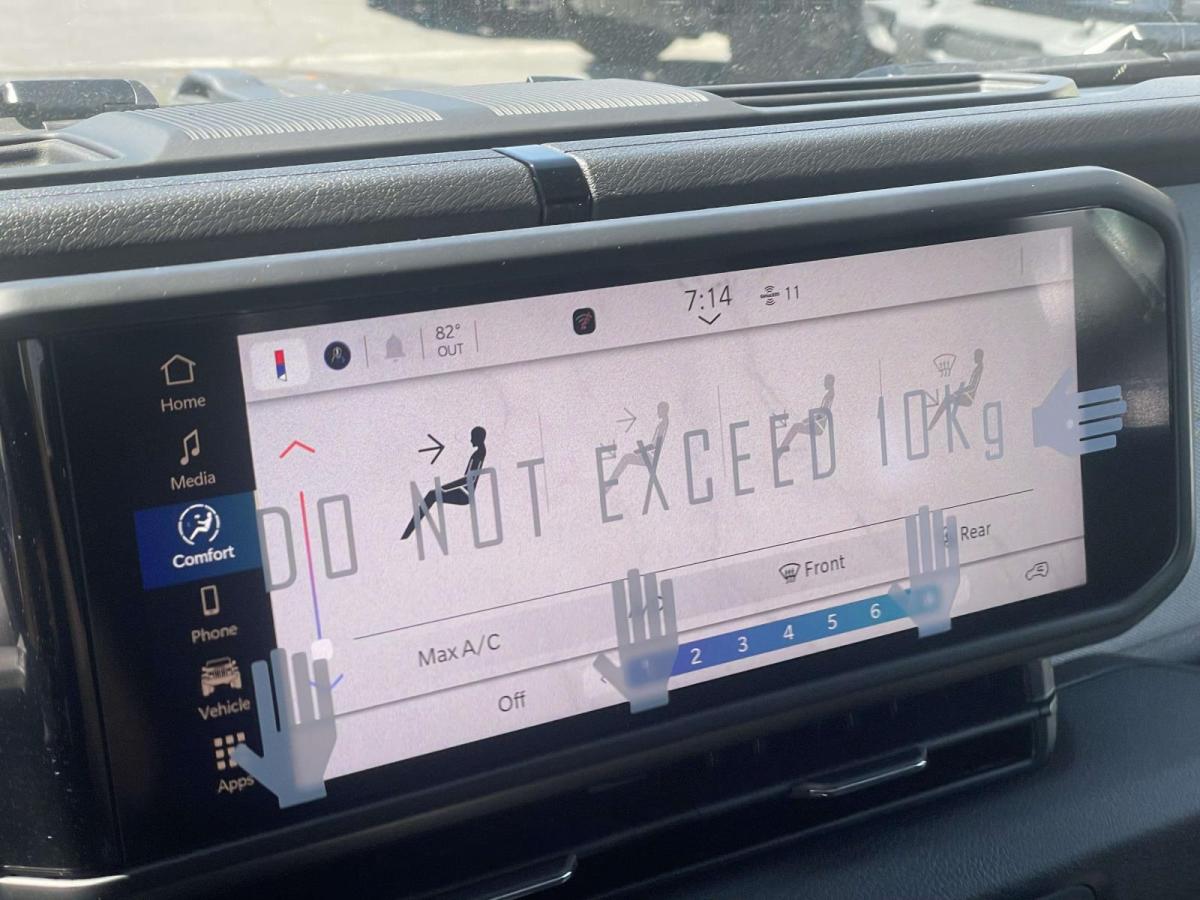 7:14
11
82°
OUT
Home
Media
Comfort
Phone
Vehicle
Apps
DO NOT EXCEED 10Kg
Rear
Front
Max A/C
Off
1 2 3 4 5 6